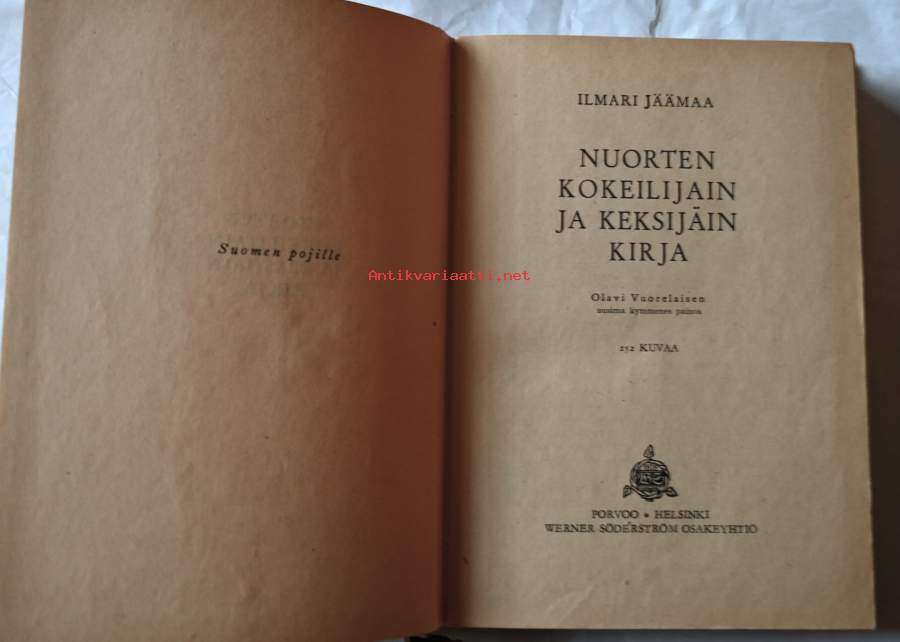 Suomen pojille
Antikvariaatti.net
ILMARI JÄÄMAA
NUORTEN
KOKEILIJAIN
JA KEKSIJÄIN
KIRJA
Olavi Vuorelaisen
uusima kymmenes painos
252 KUVAA
PORVOO • HELSINKI
WERNER SÖDERSTRÖM OSAKEYHTIÖ